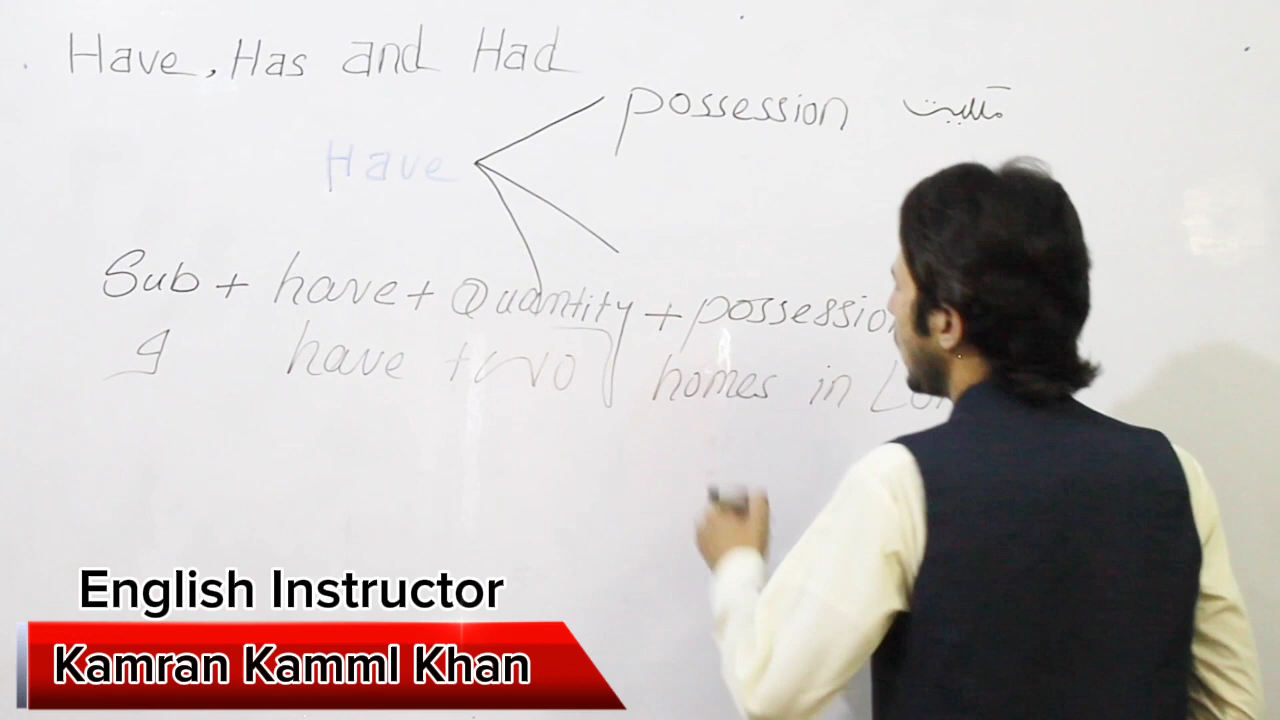 Have, Has and Had
possession ملکیت
Have
Sub + have + Quantity + possession
I have two homes in
English Instructor
Kamran Kamml Khan